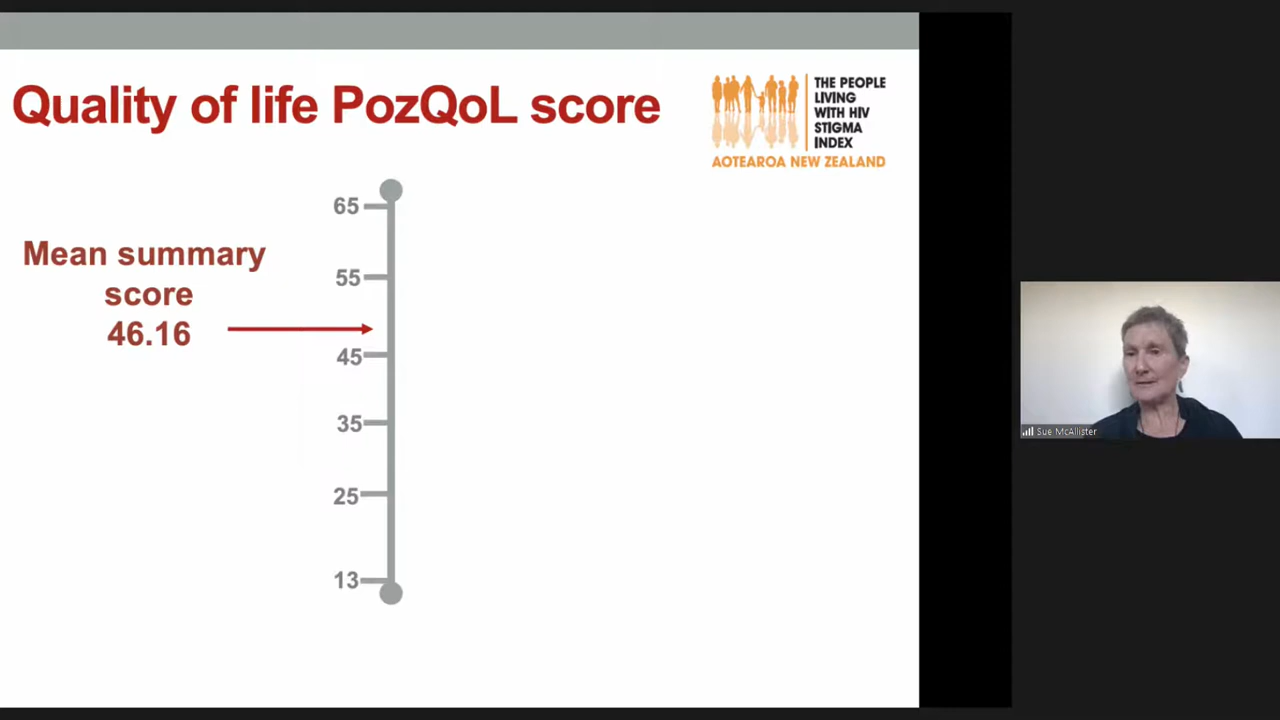 Quality of life PozQoL score
THE PEOPLE
LIVING
WITH HIV
STIGMA
INDEX
AOTEAROA NEW ZEALAND
65
Mean summary
score
46.16
55
45
35
25
13
Sue McAllister